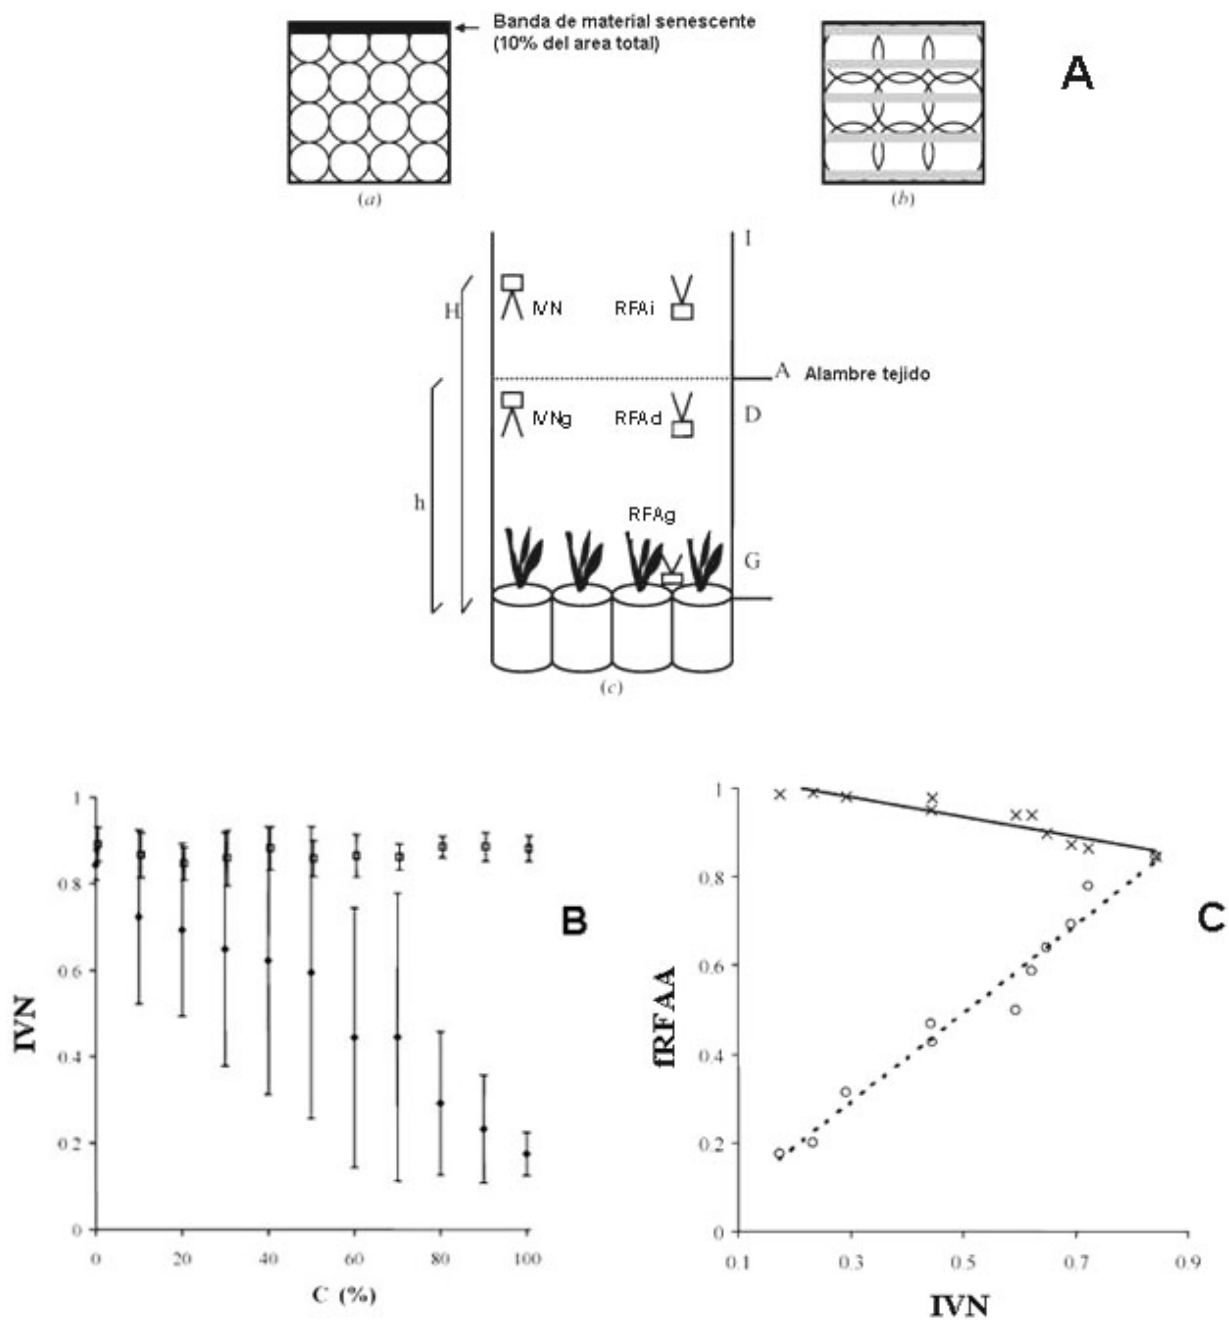 Banda de material senescente
(10% del area total)
A
(a)
(b)
I
H
IVN
RFAi
A
Alambre tejido
IVNg
RFAd
D
h
RFAg
G
(c)
1
0 8
0 6
0 4
0 2
0
0
20
40
60
80
100
IVN
C (%)
B
1
0.8
0.6
0.4
0.2
0
0.1
0.3
0.5
0.7
0.9
fRFAA
IVN
C